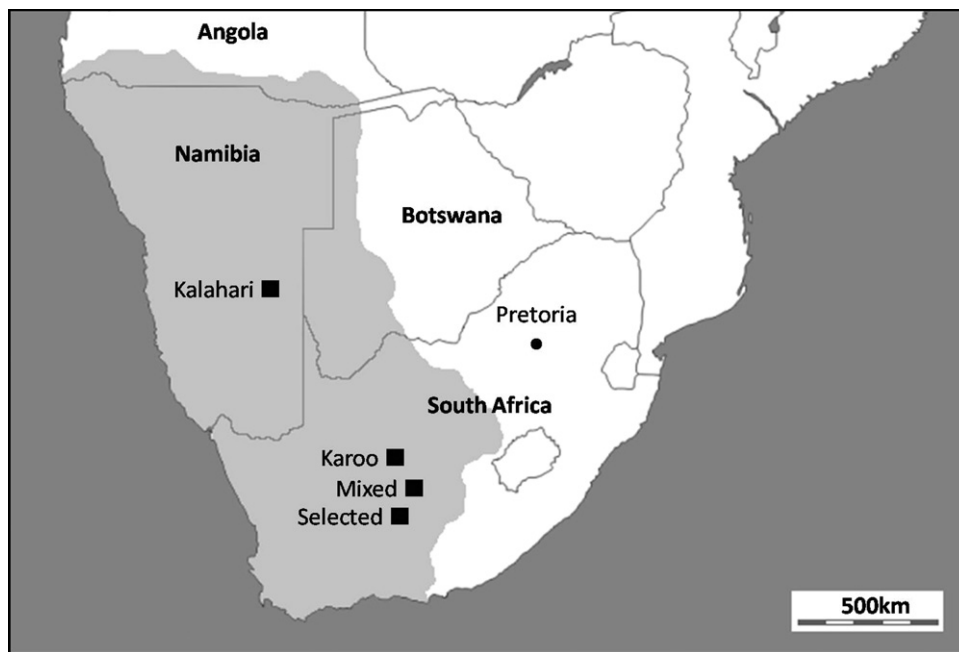 Angola
Namibia
Botswana
Kalahari
Pretoria
South Africa
Karoo
Mixed
Selected
500km